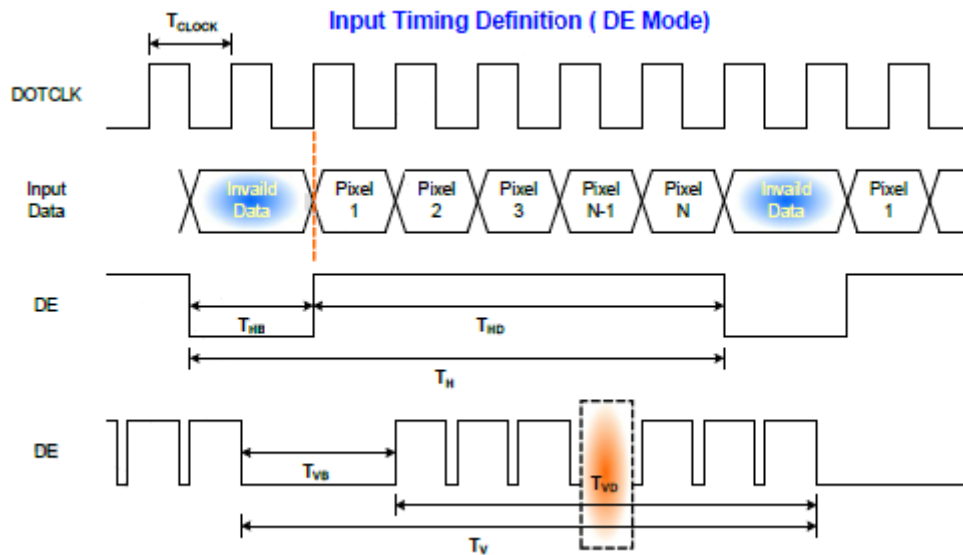 Input Timing Definition ( DE Mode)
TCLOCK
DOTCLK
Input
Data
Invaild
Data
Pixel
1
Pixel
2
Pixel
3
Pixel
N-1
Pixel
N
Invaild
Data
Pixel
1
DE
THB
THD
TH
DE
TVB
TVD
TV